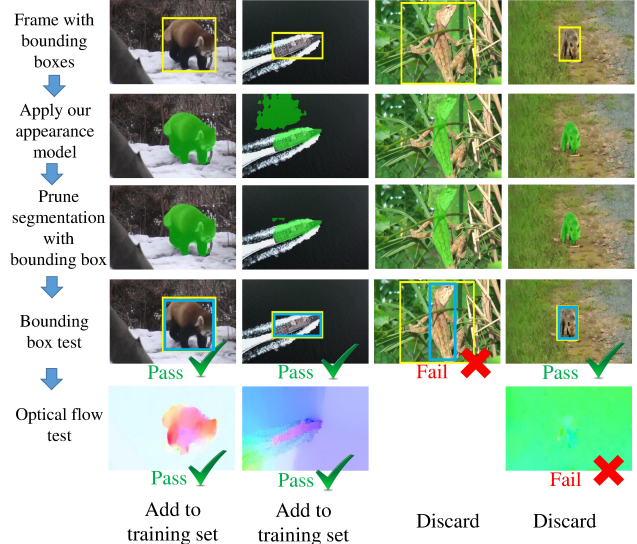 Frame with
bounding
boxes
Apply our
appearance
model
Prune
segmentation
with
bounding box
Bounding
box test
Pass
Pass
Fail
Pass
Optical flow
test
Pass
Pass
Fail
Add to
training set
Add to
training set
Discard
Discard